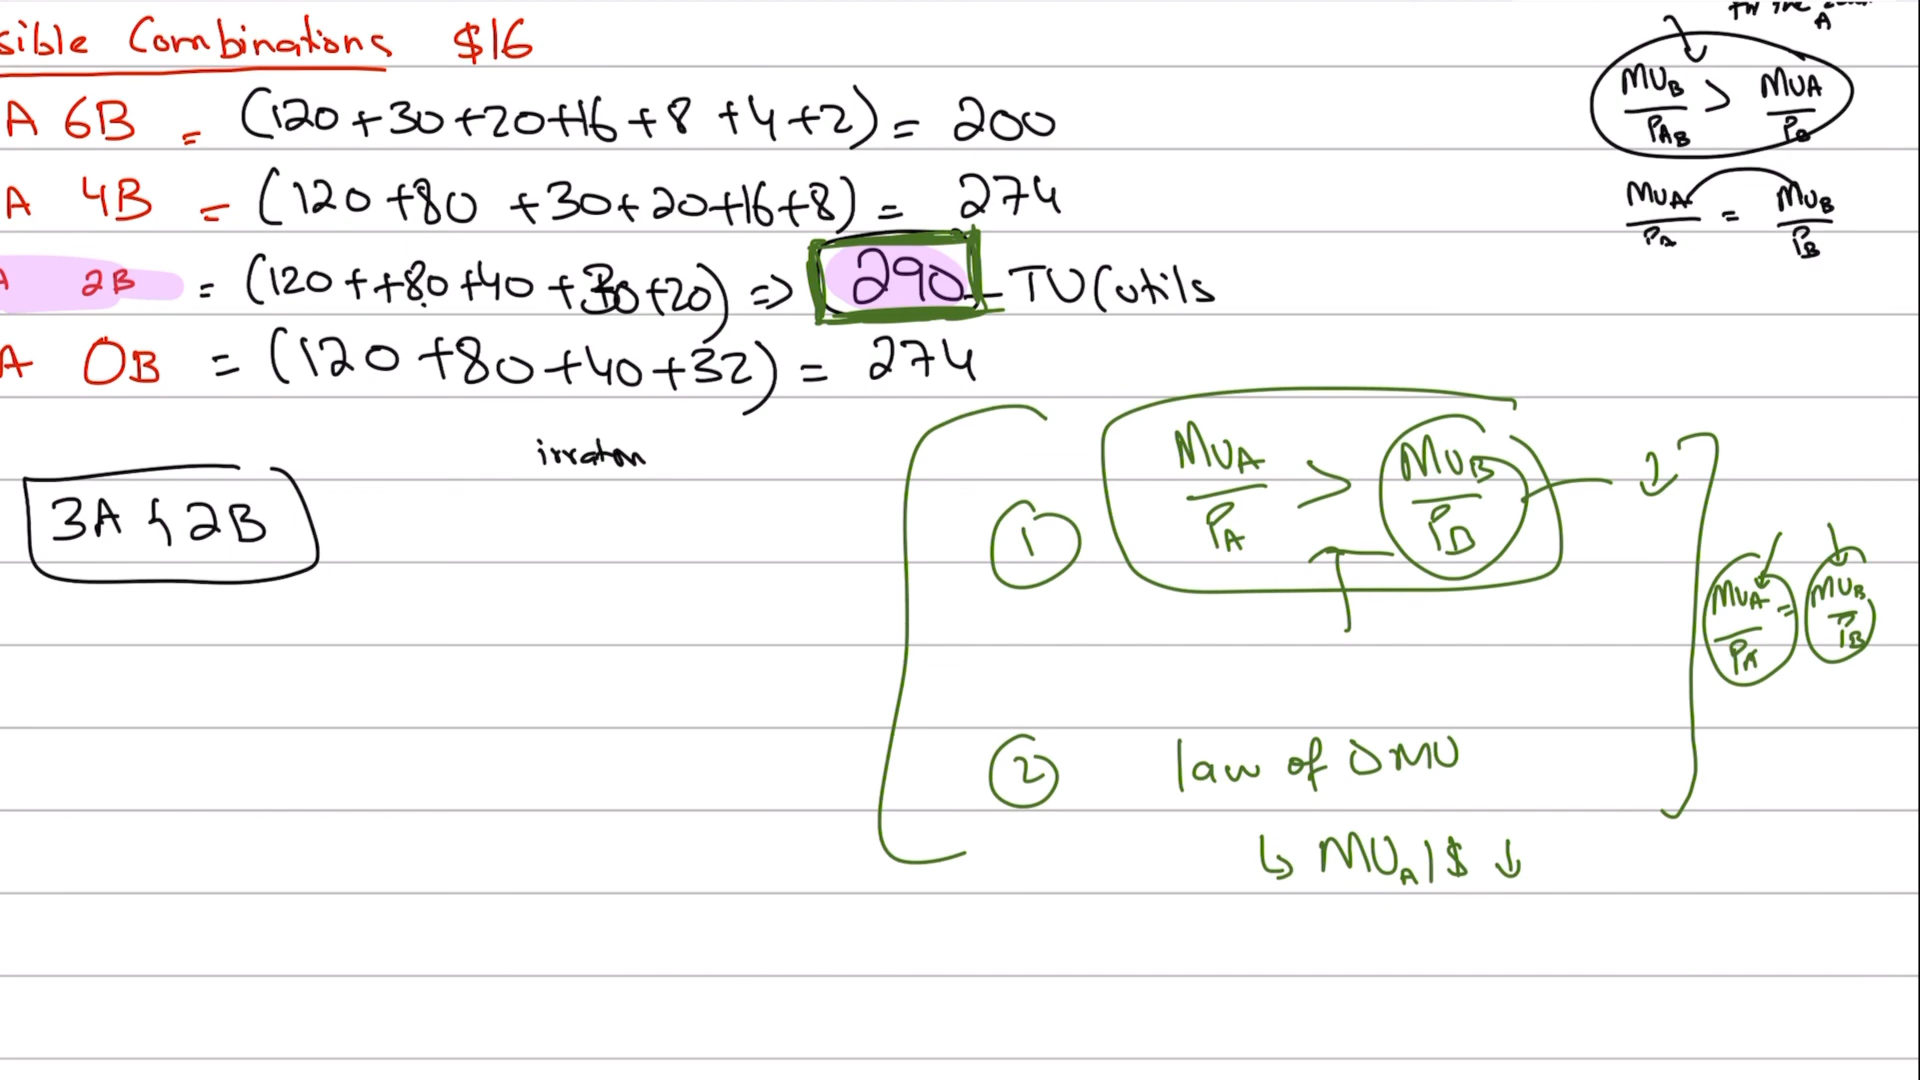 sible Combinations $16
A 6B = (120+30+20+16+8+4+2) = 200
A 4B = (120+80+30+20+16+8) = 274
A 2B = (120++80+40+30+20) => 290 - TU (utils
A 0B = (120+80+40+32) = 274
A
MUB/PAB > MUA/PB
MUA/PA = MUB/PB
irraton
3A & 2B
① MUA/PA > MUB/PB ↓
MUA/PA = MUB/PB
② law of DMU
↳ MUA/$ ↓